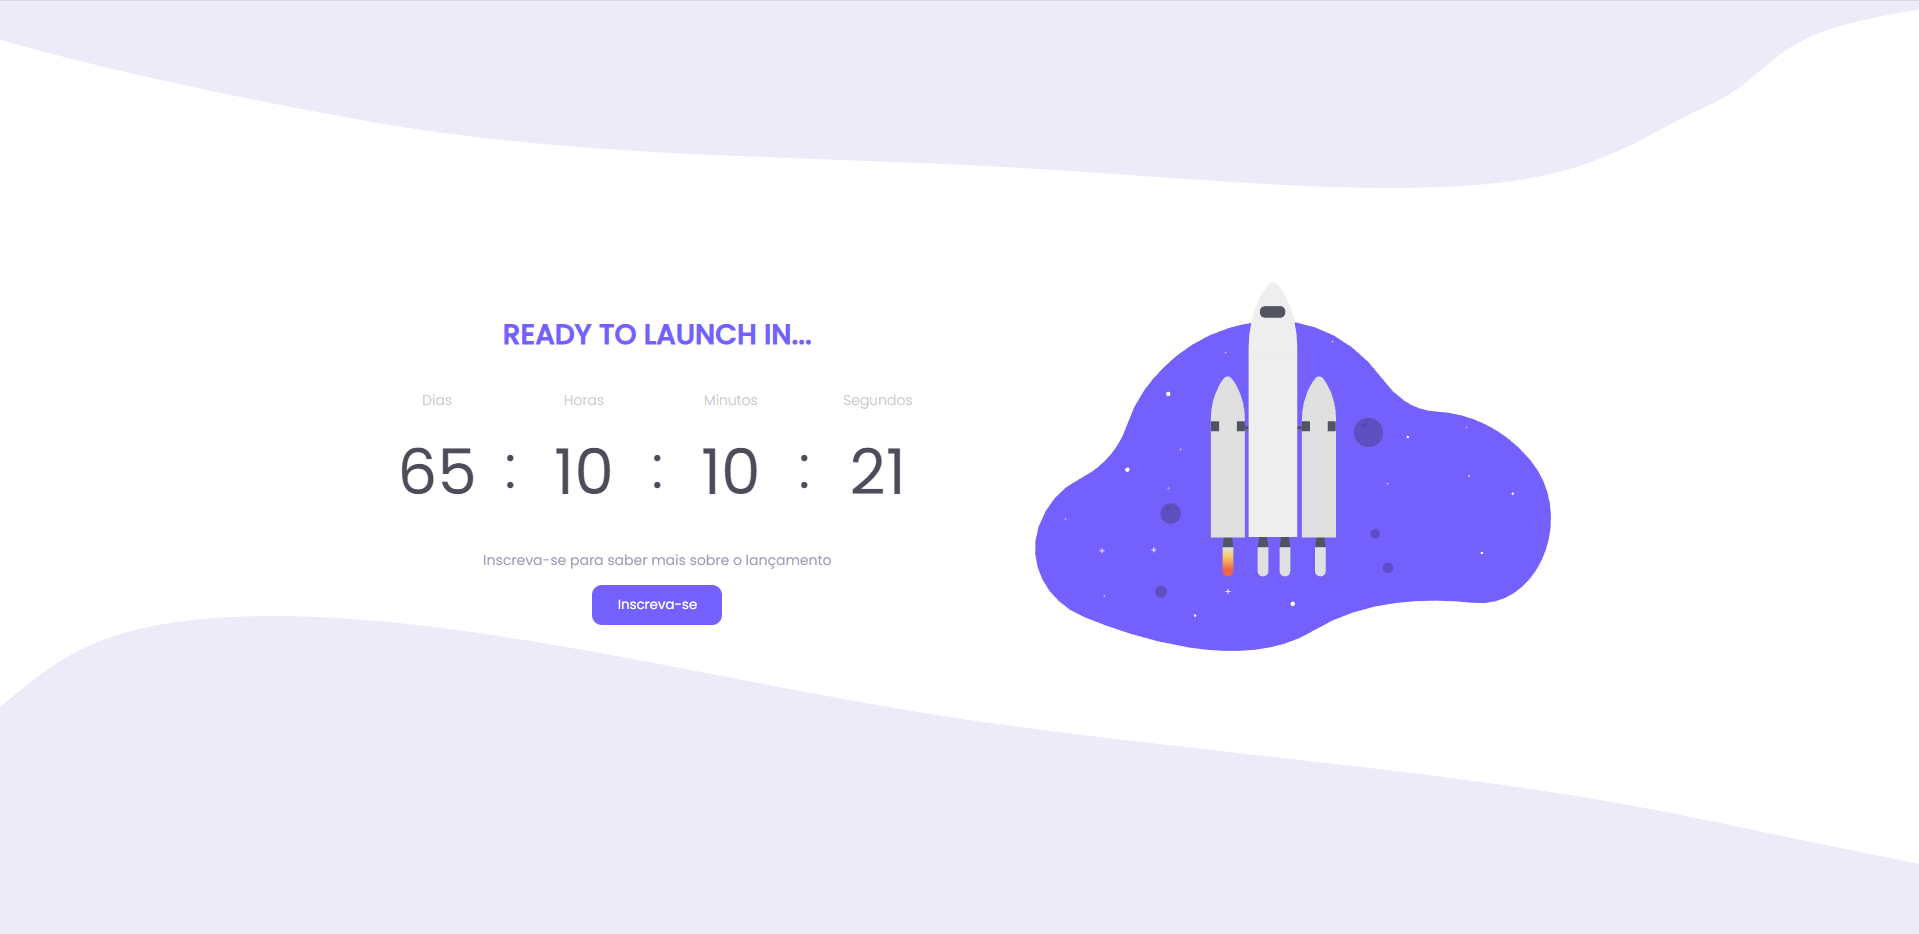 READY TO LAUNCH IN...
Dias Horas Minutos Segundos
65 : 10 : 10 : 21
Inscreva-se para saber mais sobre o lançamento
Inscreva-se